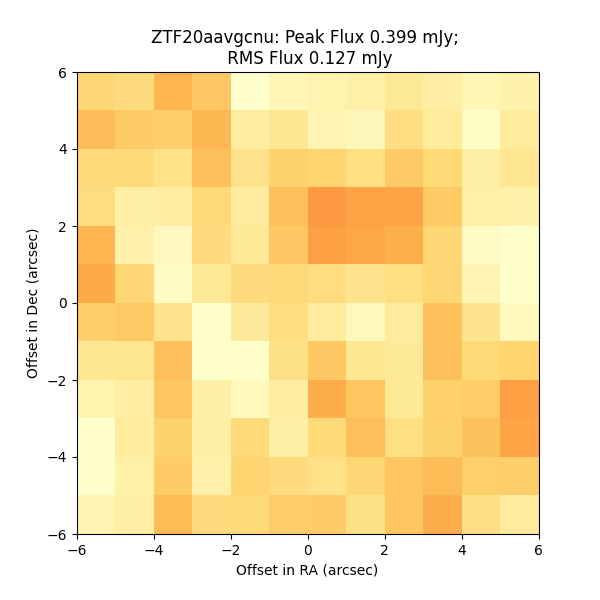 ZTF20aavgcnu: Peak Flux 0.399 mJy;
RMS Flux 0.127 mJy
6
4
2
0
−2
−4
−6
Offset in Dec (arcsec)
−6 −4 −2 0 2 4 6
Offset in RA (arcsec)